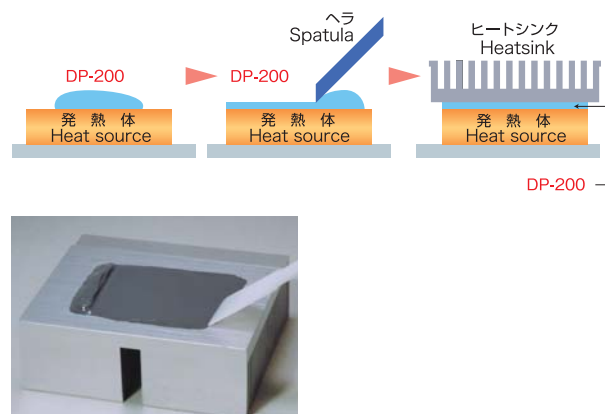 DP-200
発 熱 体
Heat source
ヘラ
Spatula
DP-200
発 熱 体
Heat source
ヒートシンク
Heatsink
発 熱 体
Heat source
DP-200